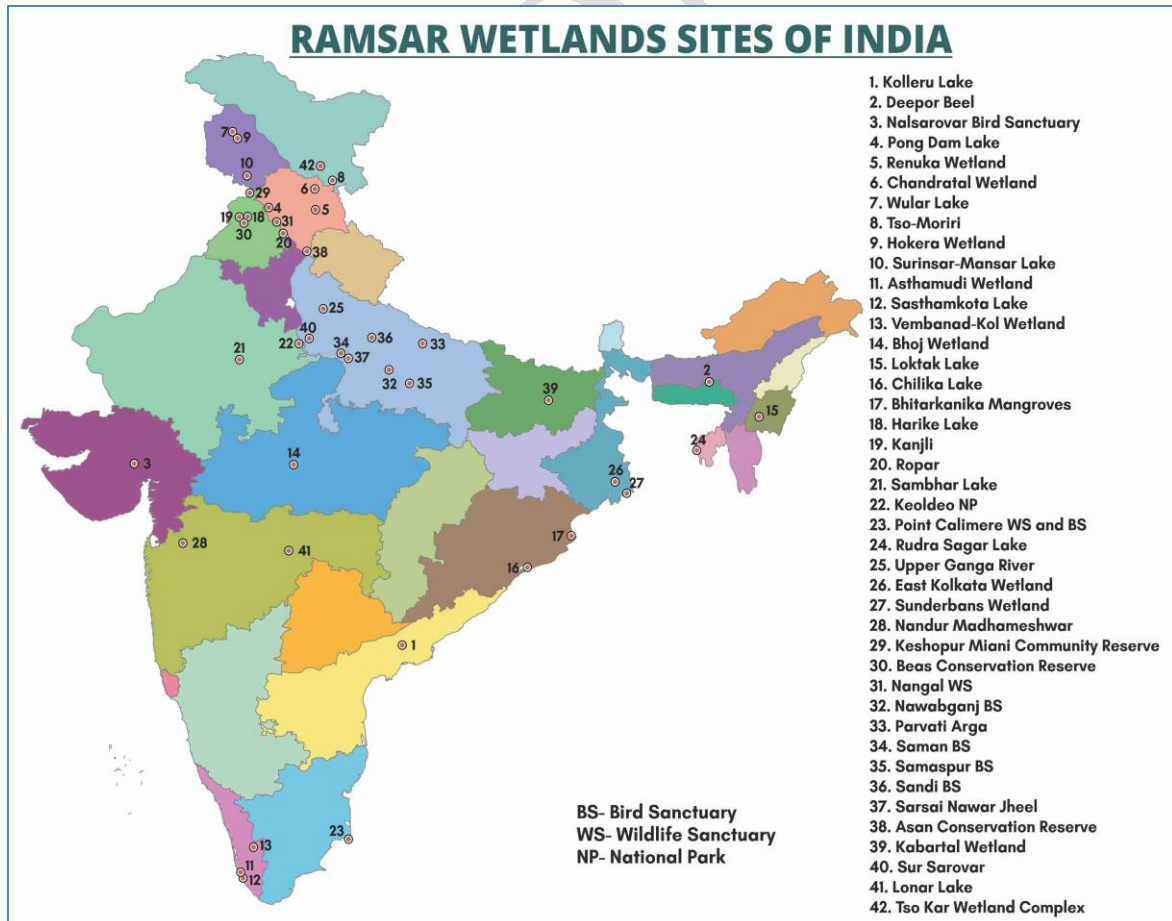 RAMSAR WETLANDS SITES OF INDIA
1. Kolleru Lake
2. Deepor Beel
3. Nalsarovar Bird Sanctuary
4. Pong Dam Lake
5. Renuka Wetland
6. Chandratal Wetland
7. Wular Lake
8. Tso-Moriri
9. Hokera Wetland
10. Surinsar-Mansar Lake
11. Asthamudi Wetland
12. Sasthamkota Lake
13. Vembanad-Kol Wetland
14. Bhoj Wetland
15. Loktak Lake
16. Chilika Lake
17. Bhitarkanika Mangroves
18. Harike Lake
19. Kanjli
20. Ropar
21. Sambhar Lake
22. Keoldeo NP
23. Point Calimere WS and BS
24. Rudra Sagar Lake
25. Upper Ganga River
26. East Kolkata Wetland
27. Sunderbans Wetland
28. Nandur Madhameshwar
29. Keshopur Miani Community Reserve
30. Beas Conservation Reserve
31. Nangal WS
32. Nawabganj BS
33. Parvati Arga
34. Saman BS
35. Samaspur BS
36. Sandi BS
37. Sarsai Nawar Jheel
38. Asan Conservation Reserve
39. Kabartal Wetland
40. Sur Sarovar
41. Lonar Lake
42. Tso Kar Wetland Complex
7
9
10
42
8
29
6
4
5
19
18
31
30
20
38
25
40
36
22
34
33
37
21
32
35
39
2
15
24
3
14
26
27
28
41
17
16
1
23
13
11
12
BS- Bird Sanctuary
WS- Wildlife Sanctuary
NP- National Park